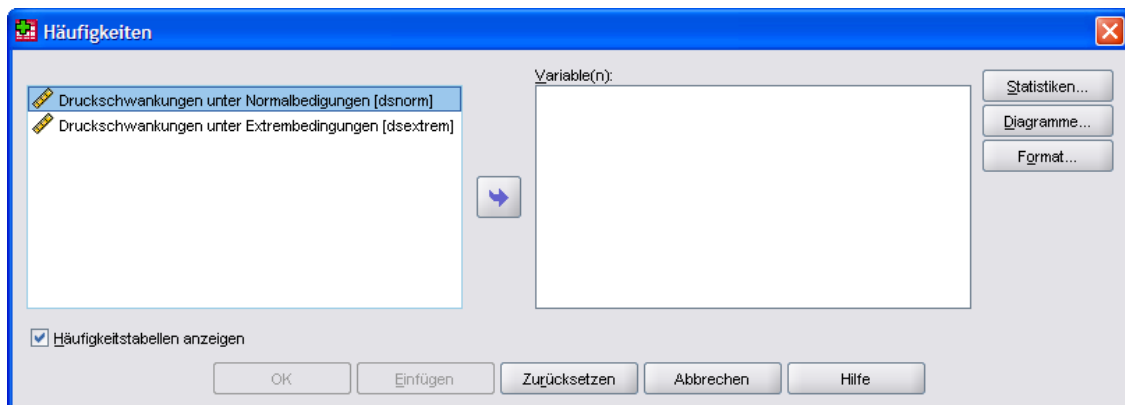 Häufigkeiten
Druckschwankungen unter Normalbedigungen [dsnorm]
Druckschwankungen unter Extrembedingungen [dsextrem]
Variable(n):
Statistiken...
Diagramme...
Format...
Häufigkeitstabellen anzeigen
OK
Einfügen
Zurücksetzen
Abbrechen
Hilfe